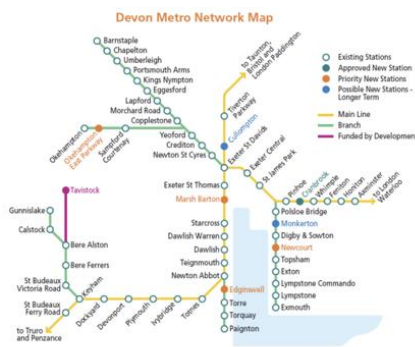 Devon Metro Network Map
Barnstaple
Chapelton
Umberleigh
Portsmouth Arms
Kings Nympton
Eggesford
Lapford
Morchard Road
Copplestone
Yeoford
Crediton
Newton St Cyres
Okehampton
Okehampton
East Parkway
Sampford
Courtenay
to Taunton,
Bristol and
London Paddington
Tiverton
Parkway
Cullompton
Exeter St Davids
Exeter Central
St James Park
Existing Stations
Approved New Station
Priority New Stations
Possible New Stations -
Longer Term
Main Line
Branch
Funded by Development
Pinhoe
Cranbrook
Whimple
Feniton
Honiton
Axminster
to London
Waterloo
Exeter St Thomas
Marsh Barton
Starcross
Dawlish Warren
Dawlish
Teignmouth
Newton Abbot
Polsloe Bridge
Monkerton
Digby & Sowton
Newcourt
Topsham
Exton
Lympstone Commando
Lympstone
Exmouth
Tavistock
Gunnislake
Calstock
Bere Alston
Bere Ferrers
St Budeaux
Victoria Road
St Budeaux
Ferry Road
to Truro
and Penzance
Keyham
Dockyard
Devonport
Plymouth
Ivybridge
Totnes
Edginswell
Torre
Torquay
Paignton